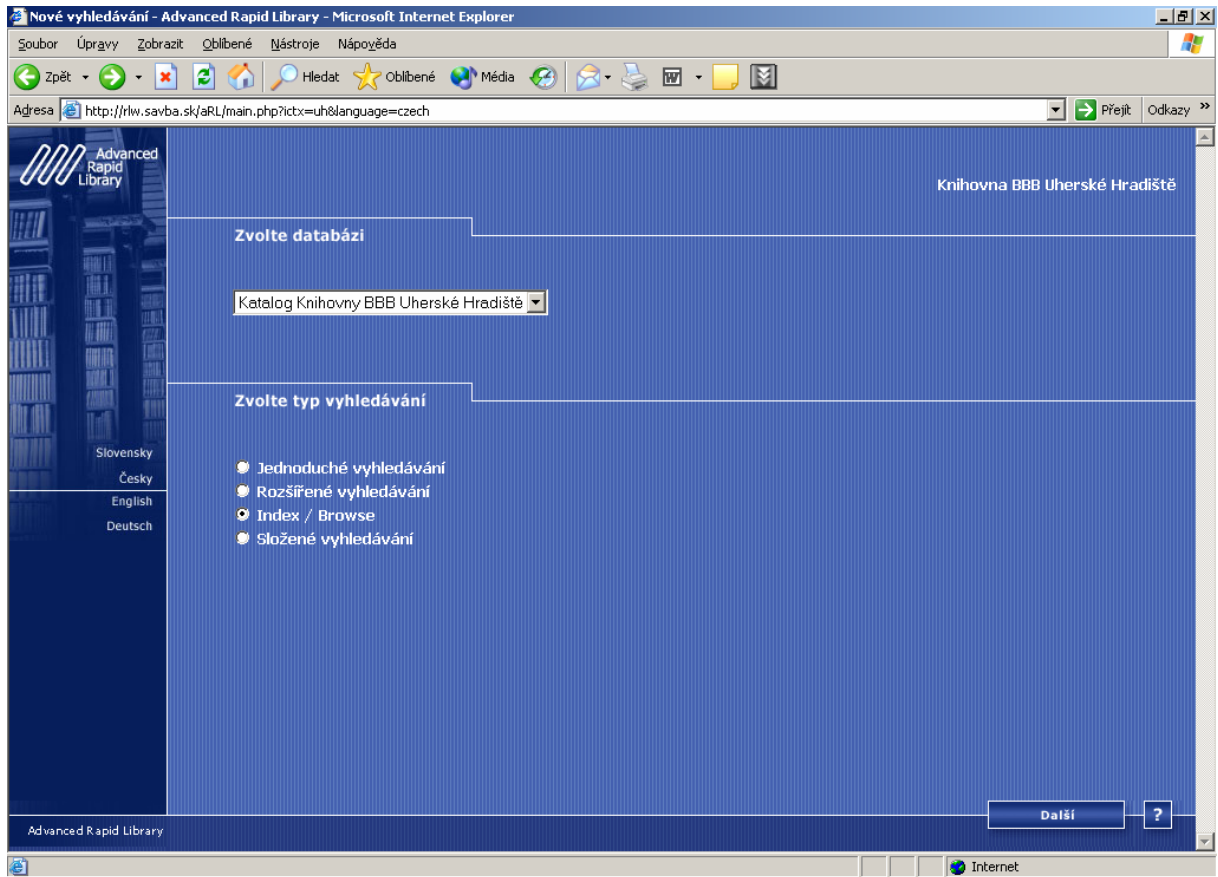 Nové vyhledávání - Advanced Rapid Library - Microsoft Internet Explorer
Soubor Úpravy Zobrazit Oblíbené Nástroje Nápověda
Zpět Hledat Oblíbené Média
Adresa http://rlw.savba.sk/aRL/main.php?ictx=uh&language=czech Přejít Odkazy »
Advanced
Rapid
Library
Knihovna BBB Uherské Hradiště
Zvolte databázi
Katalog Knihovny BBB Uherské Hradiště
Zvolte typ vyhledávání
Slovensky
Česky
English
Deutsch
Jednoduché vyhledávání
Rozšířené vyhledávání
Index / Browse
Složené vyhledávání
Další ?
Advanced Rapid Library
Internet